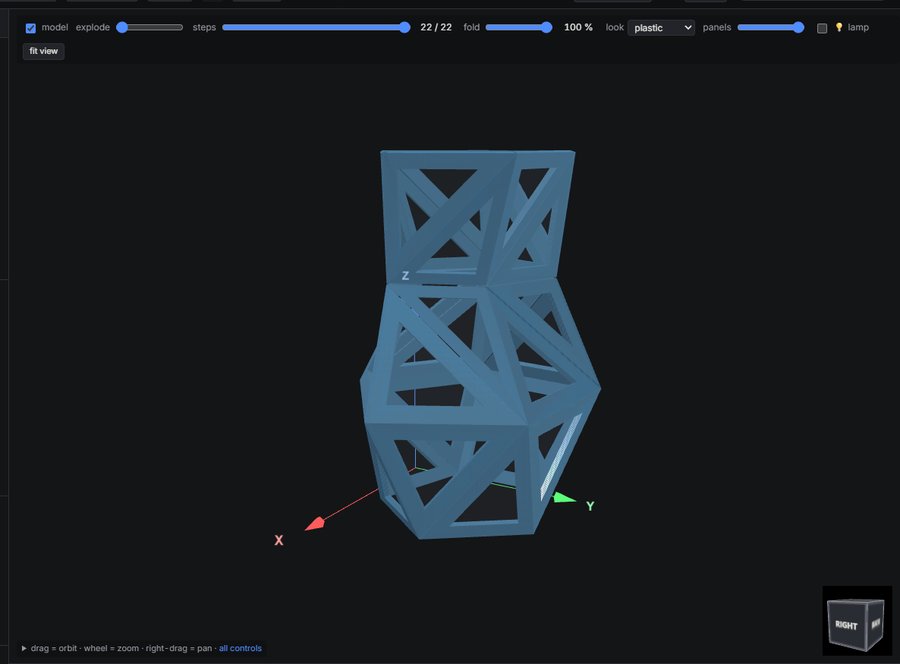 model explode steps 22 / 22 fold 100 % look plastic panels lamp
fit view
Z
Y
X
RIGHT
drag = orbit · wheel = zoom · right-drag = pan · all controls